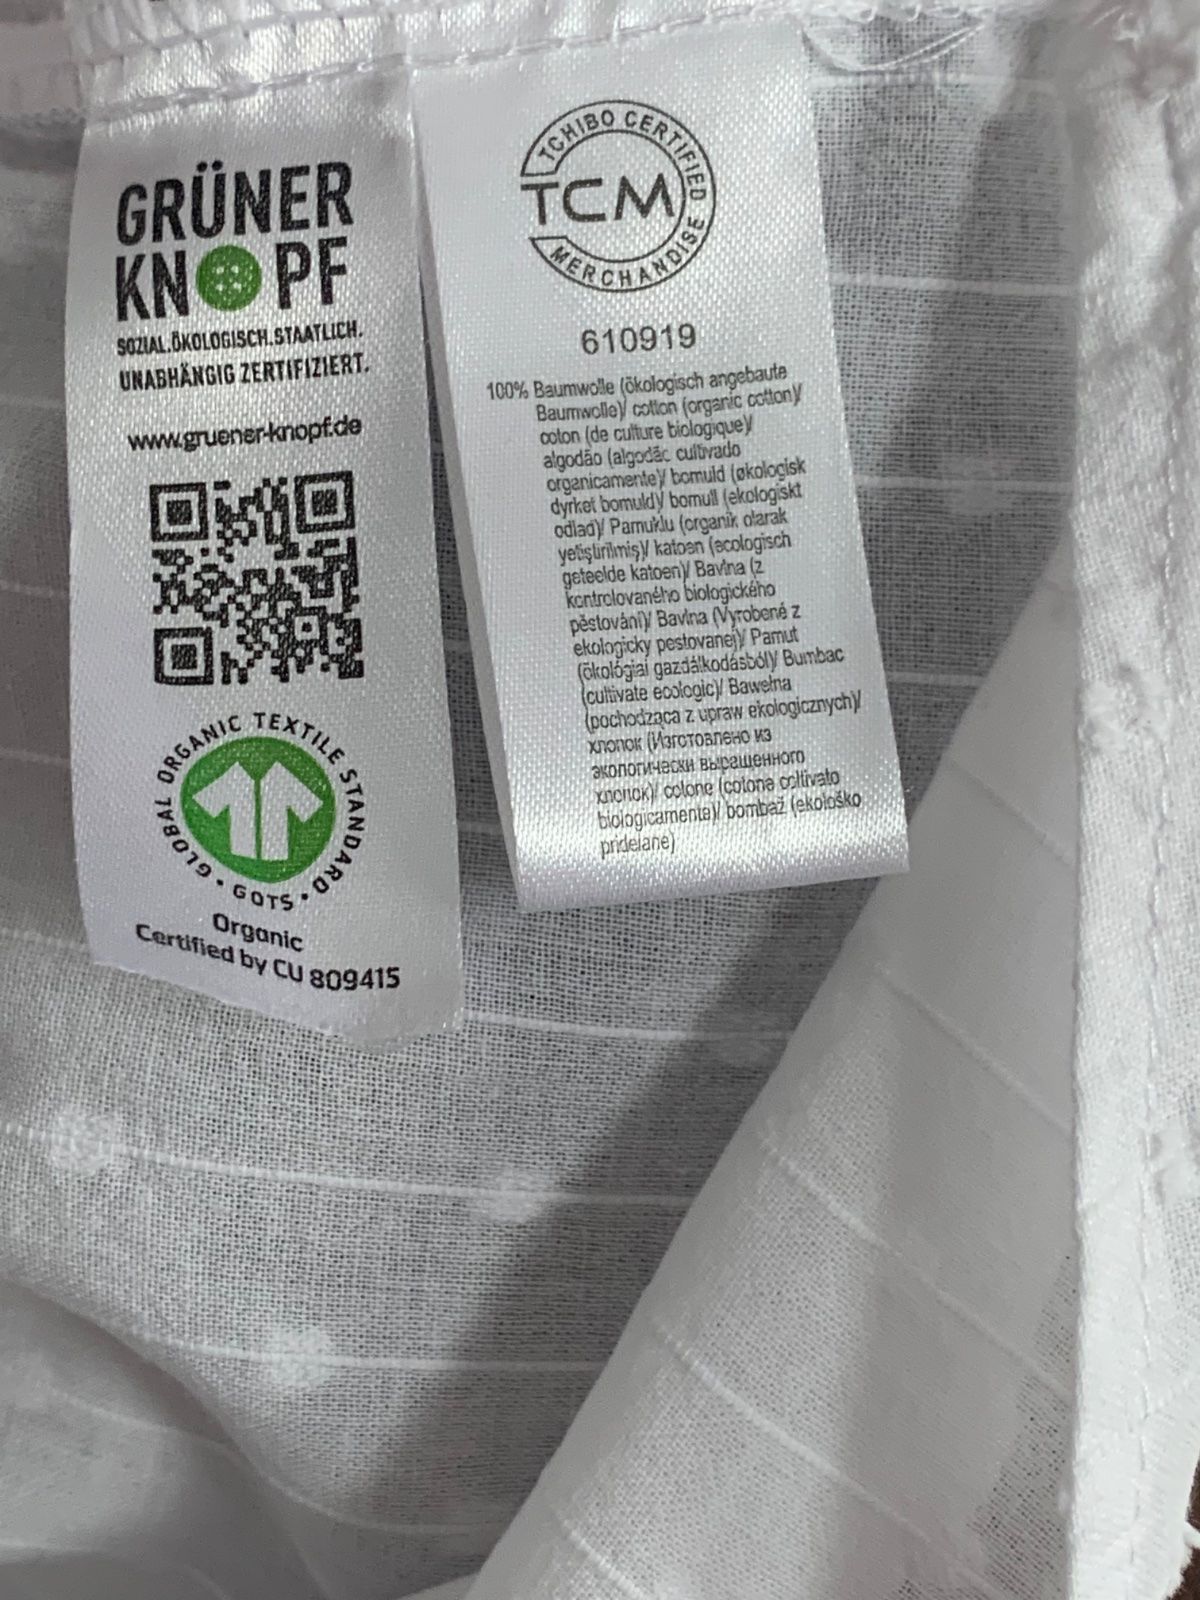 GRÜNER
KNOPF
SOZIAL.ÖKOLOGISCH.STAATLICH.
UNABHÄNGIG ZERTIFIZIERT.
www.gruener-knopf.de
GLOBAL ORGANIC TEXTILE STANDARD • GOTS •
Organic
Certified by CU 809415
TCHIBO CERTIFIED
TCM
MERCHANDISE
610919
100% Baumwolle (ökologisch angebaute
Baumwolle)/ cotton (organic cotton)/
coton (de culture biologique)/
algodão (algodão cultivado
organicamente)/ bomuld (økologisk
dyrket bomuld)/ bomull (ekologiskt
odlad)/ Pamuklu (organik olarak
yetiştirilmiş)/ katoen (ecologisch
geteelde katoen)/ Bavlna (z
kontrolovaného biologického
pěstování)/ Bavlna (Vyrobené z
ekologicky pestovanej)/ Pamut
(ökológiai gazdálkodásból)/ Bumbac
(cultivate ecologic)/ Bawełna
(pochodząca z upraw ekologicznych)/
хлопок (Изготовлено из
экологически выращенного
хлопок)/ cotone (cotone coltivato
biologicamente)/ bombaž (ekološko
pridelane)